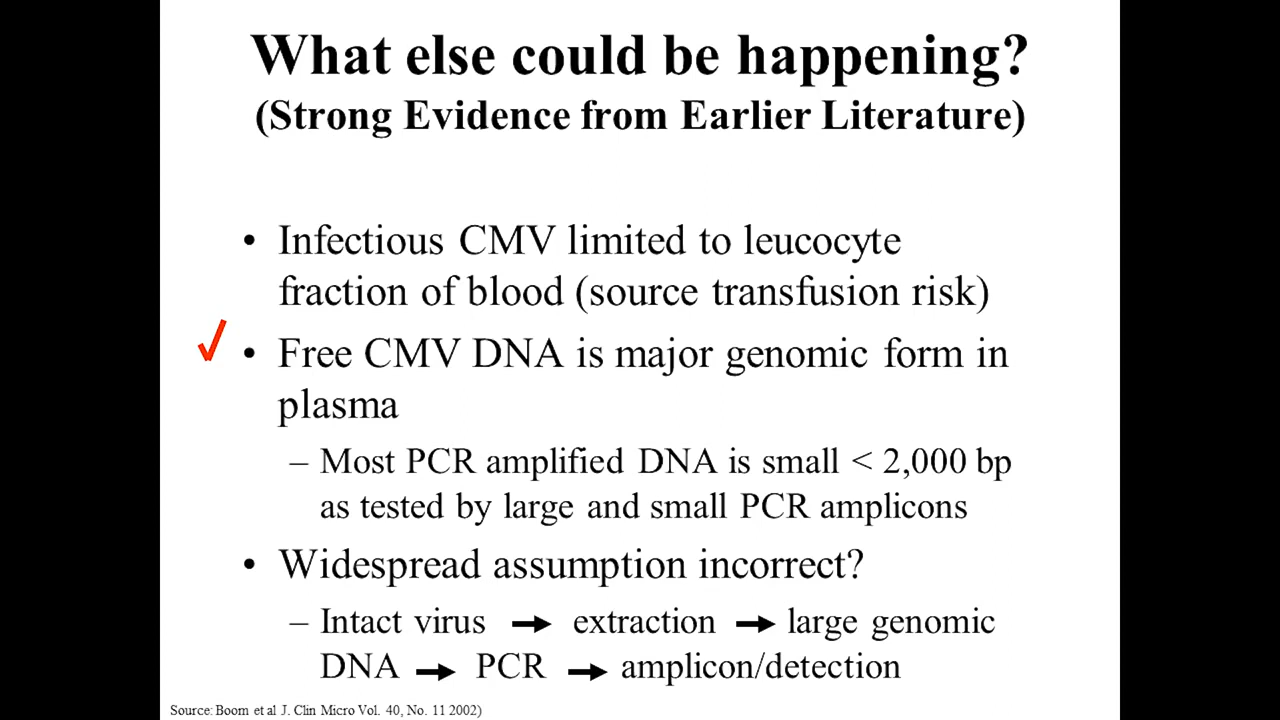 What else could be happening?
(Strong Evidence from Earlier Literature)
• Infectious CMV limited to leucocyte
fraction of blood (source transfusion risk)
✓ • Free CMV DNA is major genomic form in
plasma
– Most PCR amplified DNA is small < 2,000 bp
as tested by large and small PCR amplicons
• Widespread assumption incorrect?
– Intact virus → extraction → large genomic
DNA → PCR → amplicon/detection
Source: Boom et al J. Clin Micro Vol. 40, No. 11 2002)